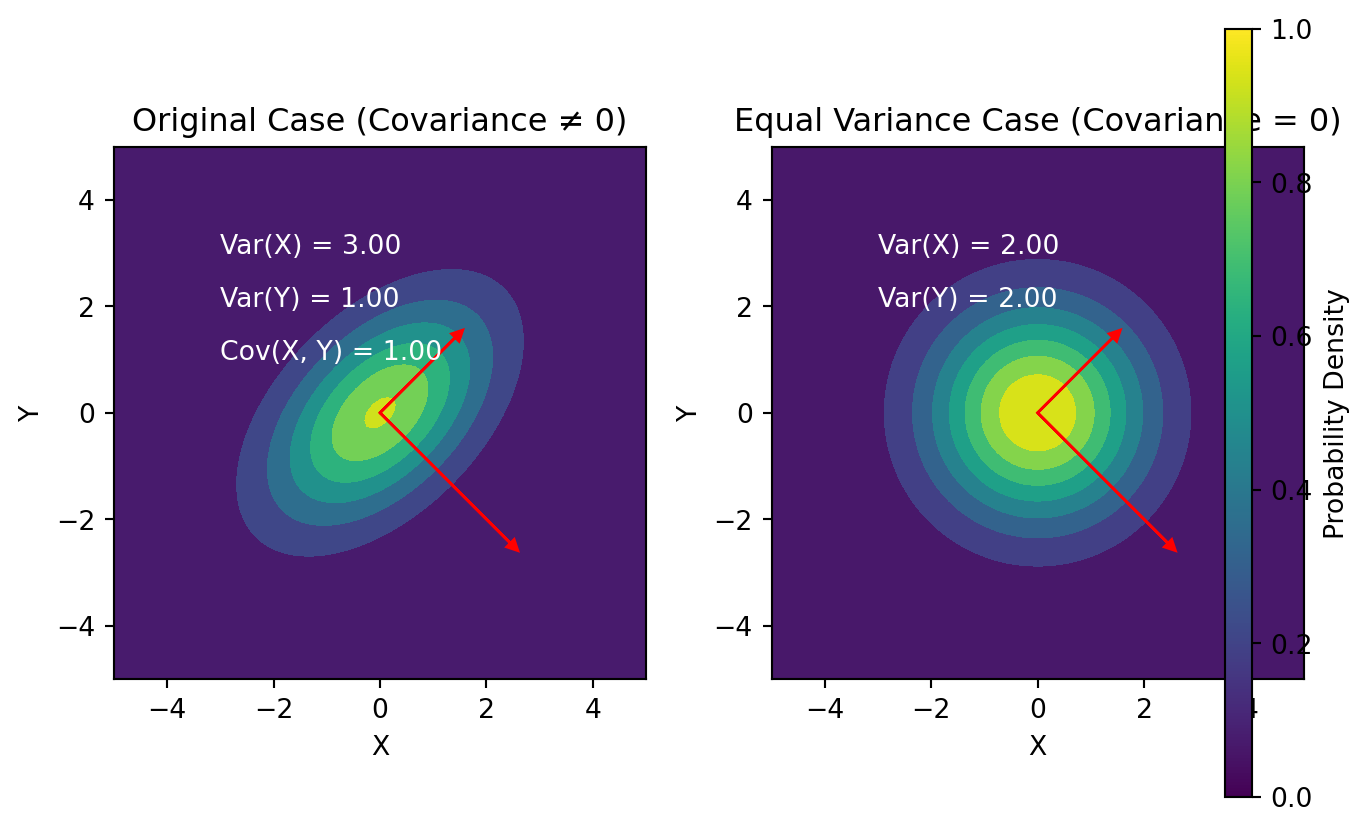 Original Case (Covariance ≠ 0)
Var(X) = 3.00
Var(Y) = 1.00
Cov(X, Y) = 1.00
4
2
0
−2
−4
Y
−4
−2
0
2
4
X
Equal Variance Case (Covariance = 0)
Var(X) = 2.00
Var(Y) = 2.00
4
2
0
−2
−4
Y
−4
−2
0
2
4
X
1.0
0.8
0.6
0.4
0.2
0.0
Probability Density